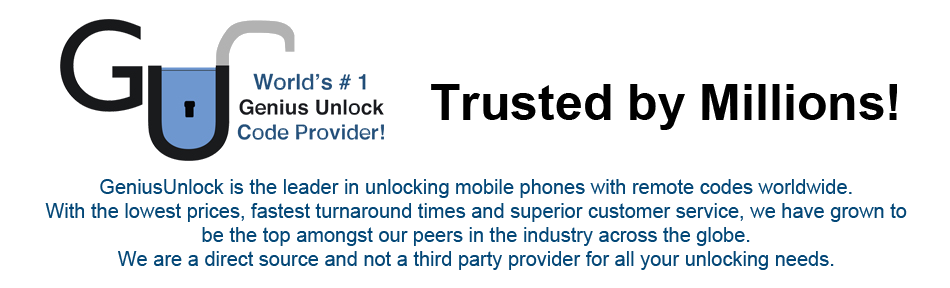 GU
World's # 1
Genius Unlock
Code Provider!
Trusted by Millions!
GeniusUnlock is the leader in unlocking mobile phones with remote codes worldwide.
With the lowest prices, fastest turnaround times and superior customer service, we have grown to
be the top amongst our peers in the industry across the globe.
We are a direct source and not a third party provider for all your unlocking needs.